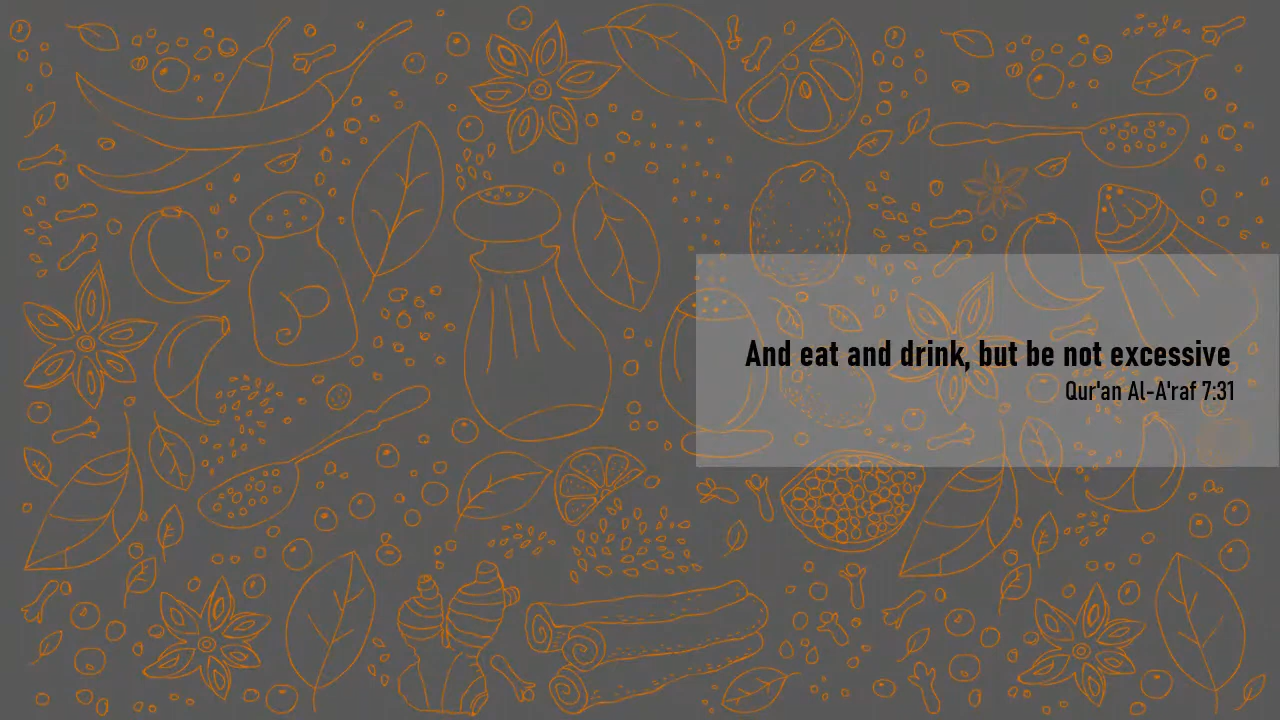 And eat and drink, but be not excessive
Qur'an Al-A'raf 7:31